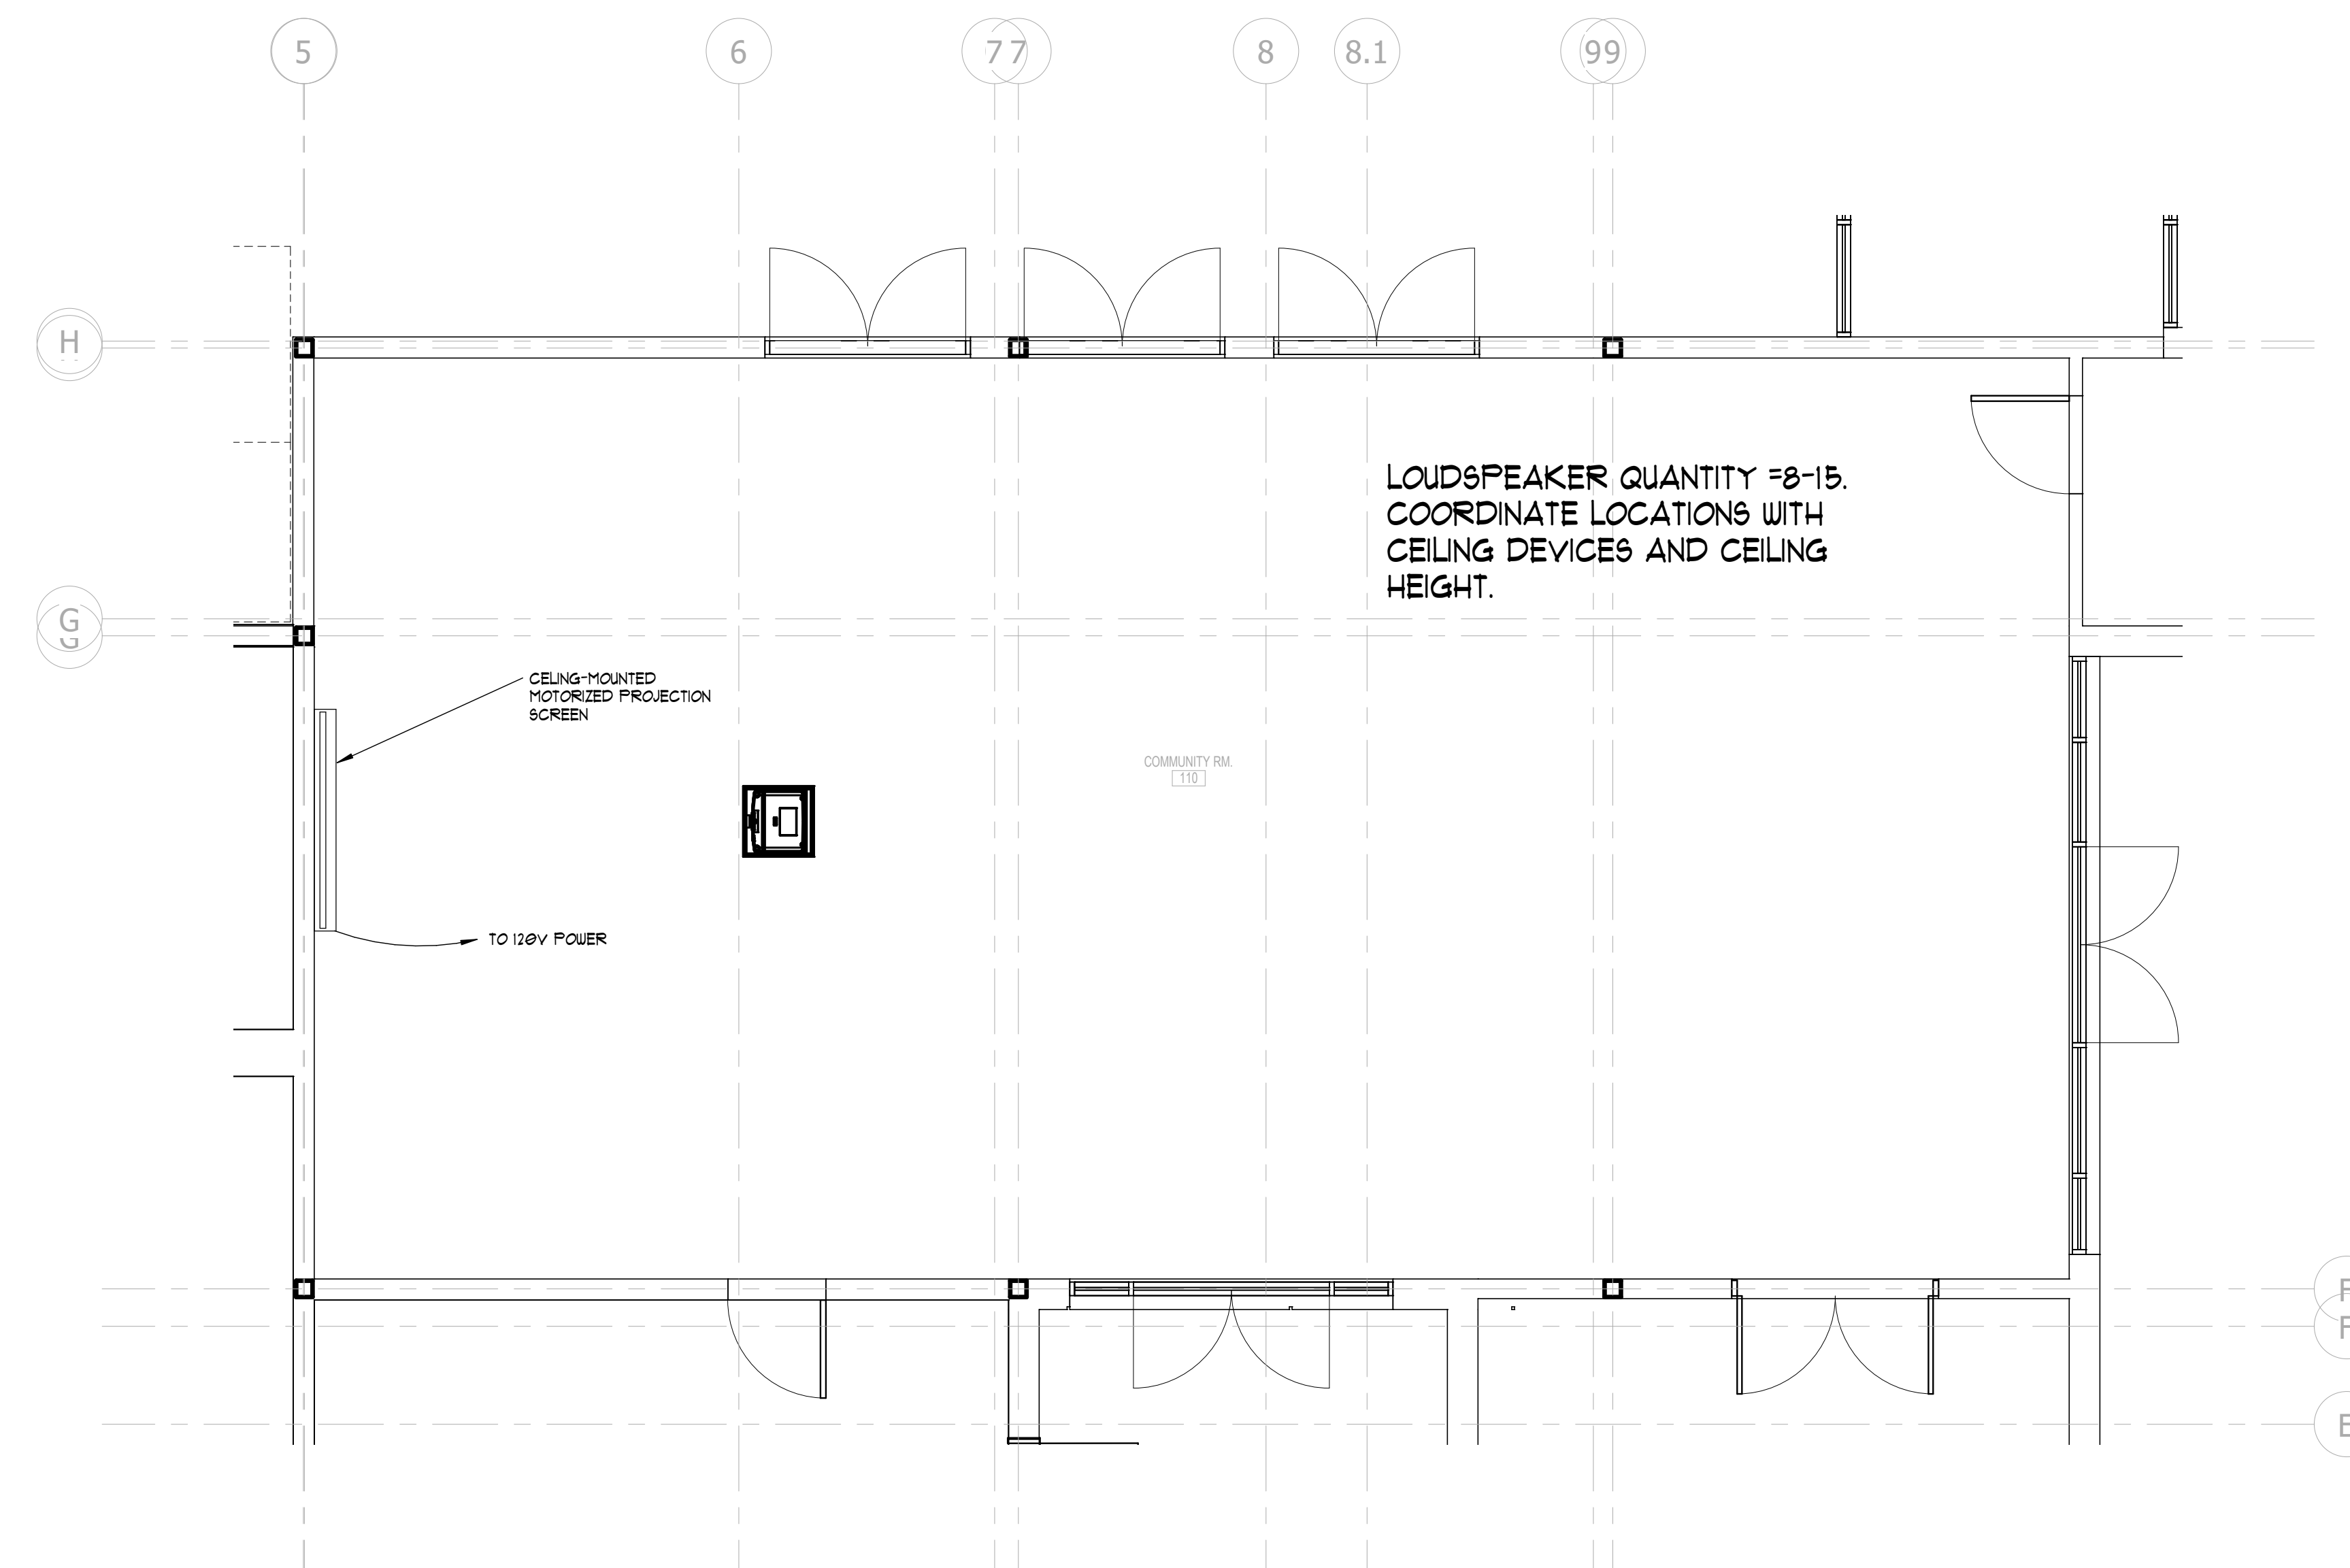 5
6
7 7
8
8.1
9 9
H
LOUDSPEAKER QUANTITY =8-15.
COORDINATE LOCATIONS WITH
CEILING DEVICES AND CEILING
HEIGHT.
G
G
CELING-MOUNTED
MOTORIZED PROJECTION
SCREEN
COMMUNITY RM.
110
TO 120V POWER